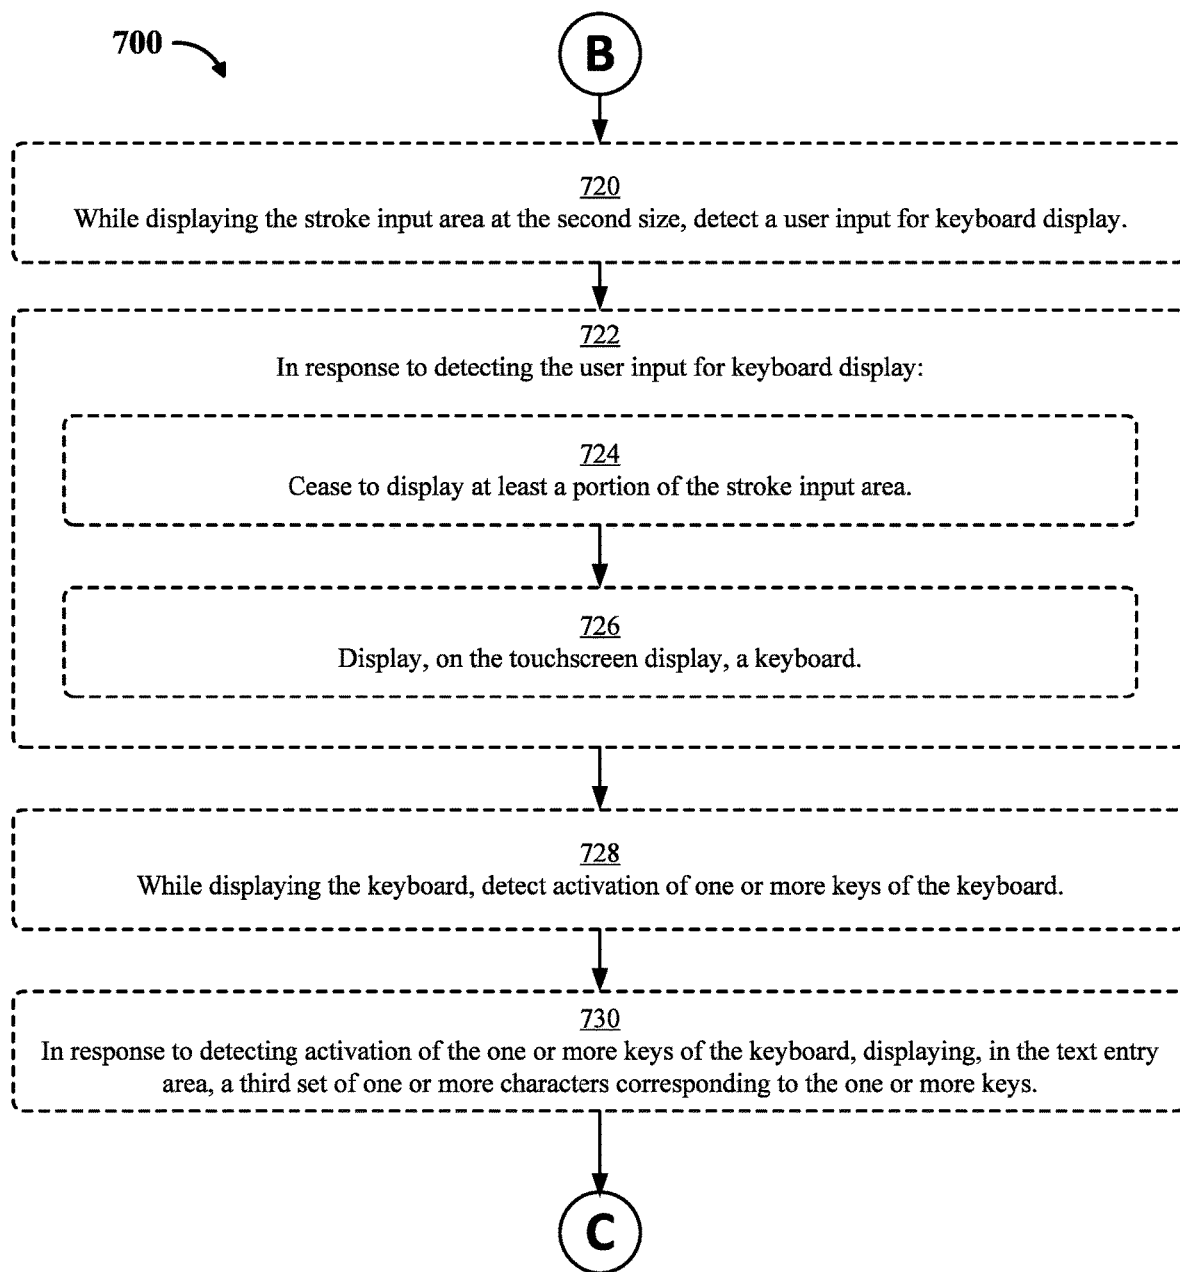 700
B
720
While displaying the stroke input area at the second size, detect a user input for keyboard display.
722
In response to detecting the user input for keyboard display:
724
Cease to display at least a portion of the stroke input area.
726
Display, on the touchscreen display, a keyboard.
728
While displaying the keyboard, detect activation of one or more keys of the keyboard.
730
In response to detecting activation of the one or more keys of the keyboard, displaying, in the text entry
area, a third set of one or more characters corresponding to the one or more keys.
C